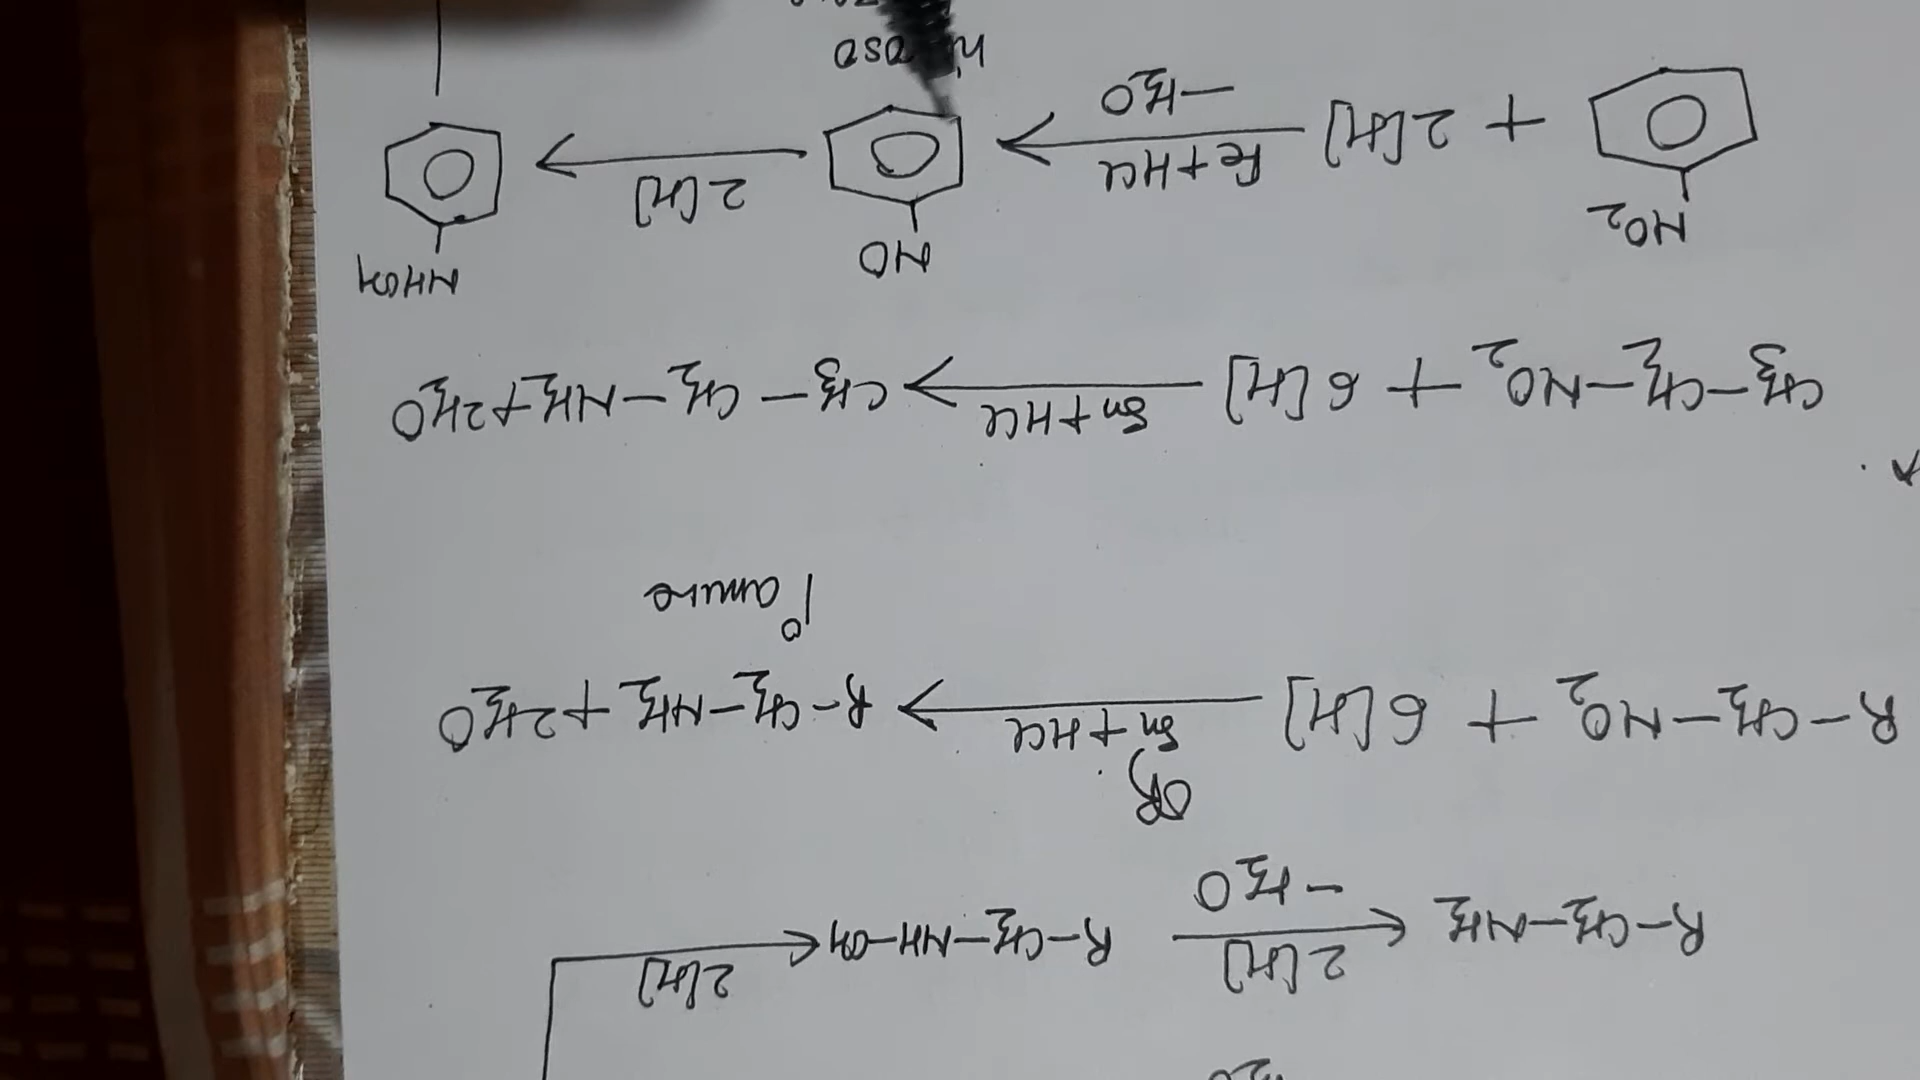 2[H] 2[H]
R-CH₂-NH₂ ← R-CH₂-NH-OH ←
-H₂O
OR
Sn+HCl
R-CH₂-NO₂ + 6[H] → R-CH₂-NH₂ + 2H₂O
1° amine
Sn+HCl
CH₃-CH₂-NO₂ + 6[H] → CH₃-CH₂-NH₂+2H₂O
NO₂ NO NHOH
Fe+HCl 2[H]
+ 2[H] → →
-H₂O